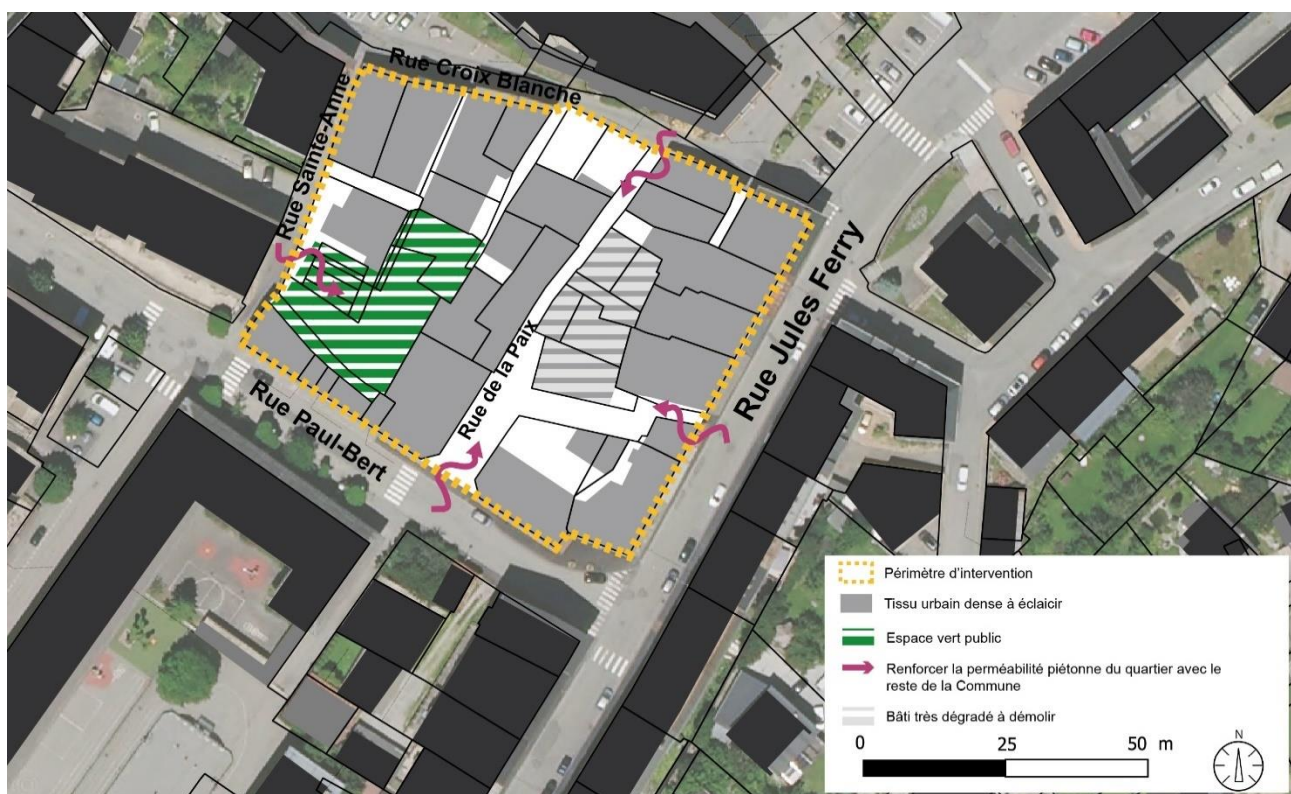 Rue Croix Blanche
Rue Sainte-Anne
Rue Jules Ferry
Rue de la Paix
Rue Paul-Bert
Périmètre d'intervention
Tissu urbain dense à éclaicir
Espace vert public
Renforcer la perméabilité piétonne du quartier avec le
reste de la Commune
Bâti très dégradé à démolir
0 25 50 m
N